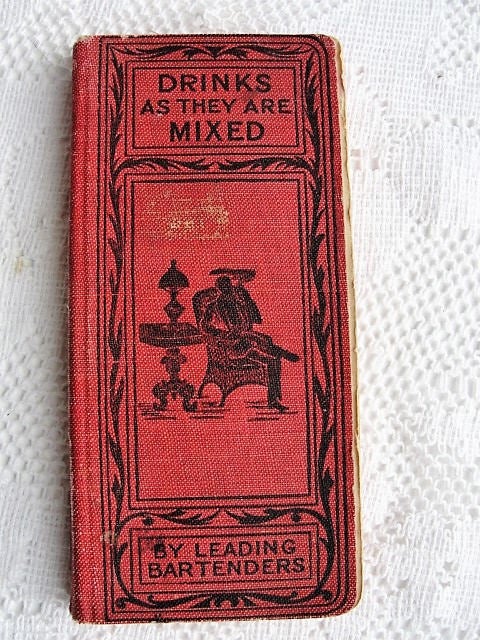 DRINKS
AS THEY ARE
MIXED
BY LEADING
BARTENDERS